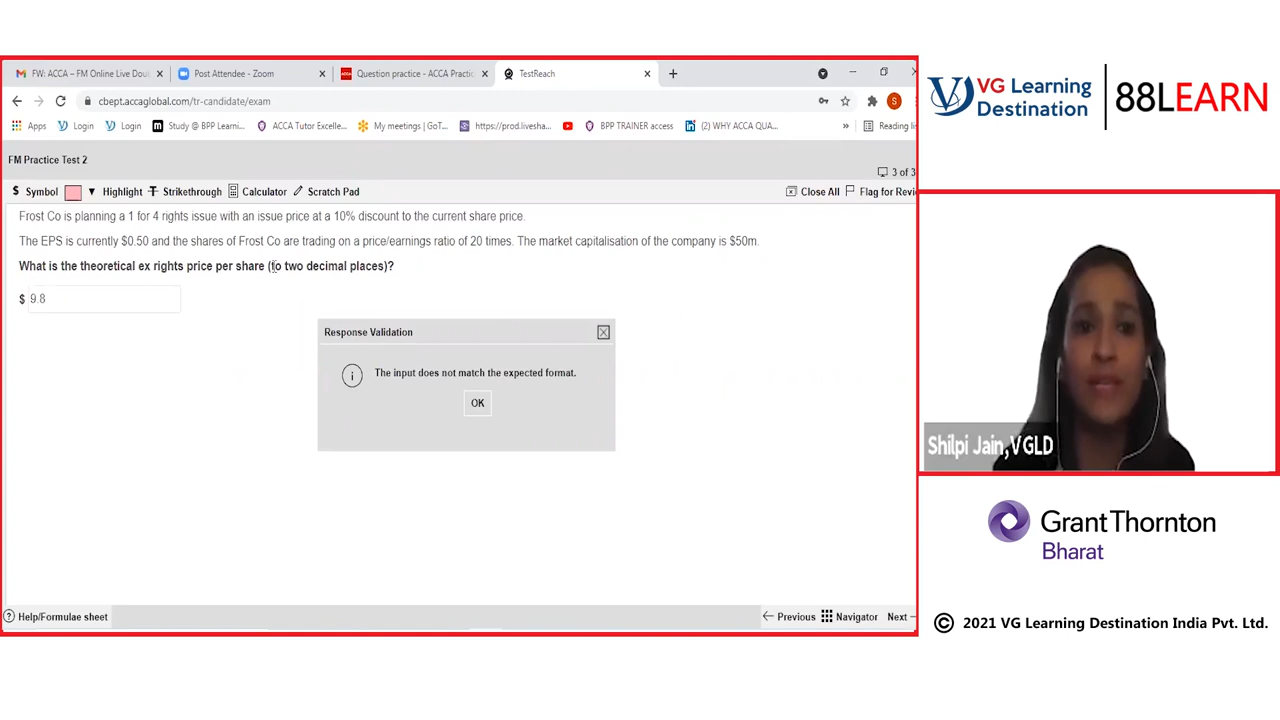 FW: ACCA – FM Online Live Dou
Post Attendee - Zoom
Question practice - ACCA Practic
TestReach
cbept.accaglobal.com/tr-candidate/exam
Apps
Login
Login
Study @ BPP Learni...
ACCA Tutor Excelle...
My meetings | GoT...
https://prod.livesha...
BPP TRAINER access
(2) WHY ACCA QUA...
»
Reading lis
FM Practice Test 2
3 of 3
$ Symbol
Highlight
Strikethrough
Calculator
Scratch Pad
Close All
Flag for Revie
Frost Co is planning a 1 for 4 rights issue with an issue price at a 10% discount to the current share price.
The EPS is currently $0.50 and the shares of Frost Co are trading on a price/earnings ratio of 20 times. The market capitalisation of the company is $50m.
What is the theoretical ex rights price per share (to two decimal places)?
$ 9.8
Response Validation
The input does not match the expected format.
OK
Help/Formulae sheet
Previous
Navigator
Next
VG Learning
Destination
88LEARN
Shilpi Jain,VGLD
Grant Thornton
Bharat
© 2021 VG Learning Destination India Pvt. Ltd.